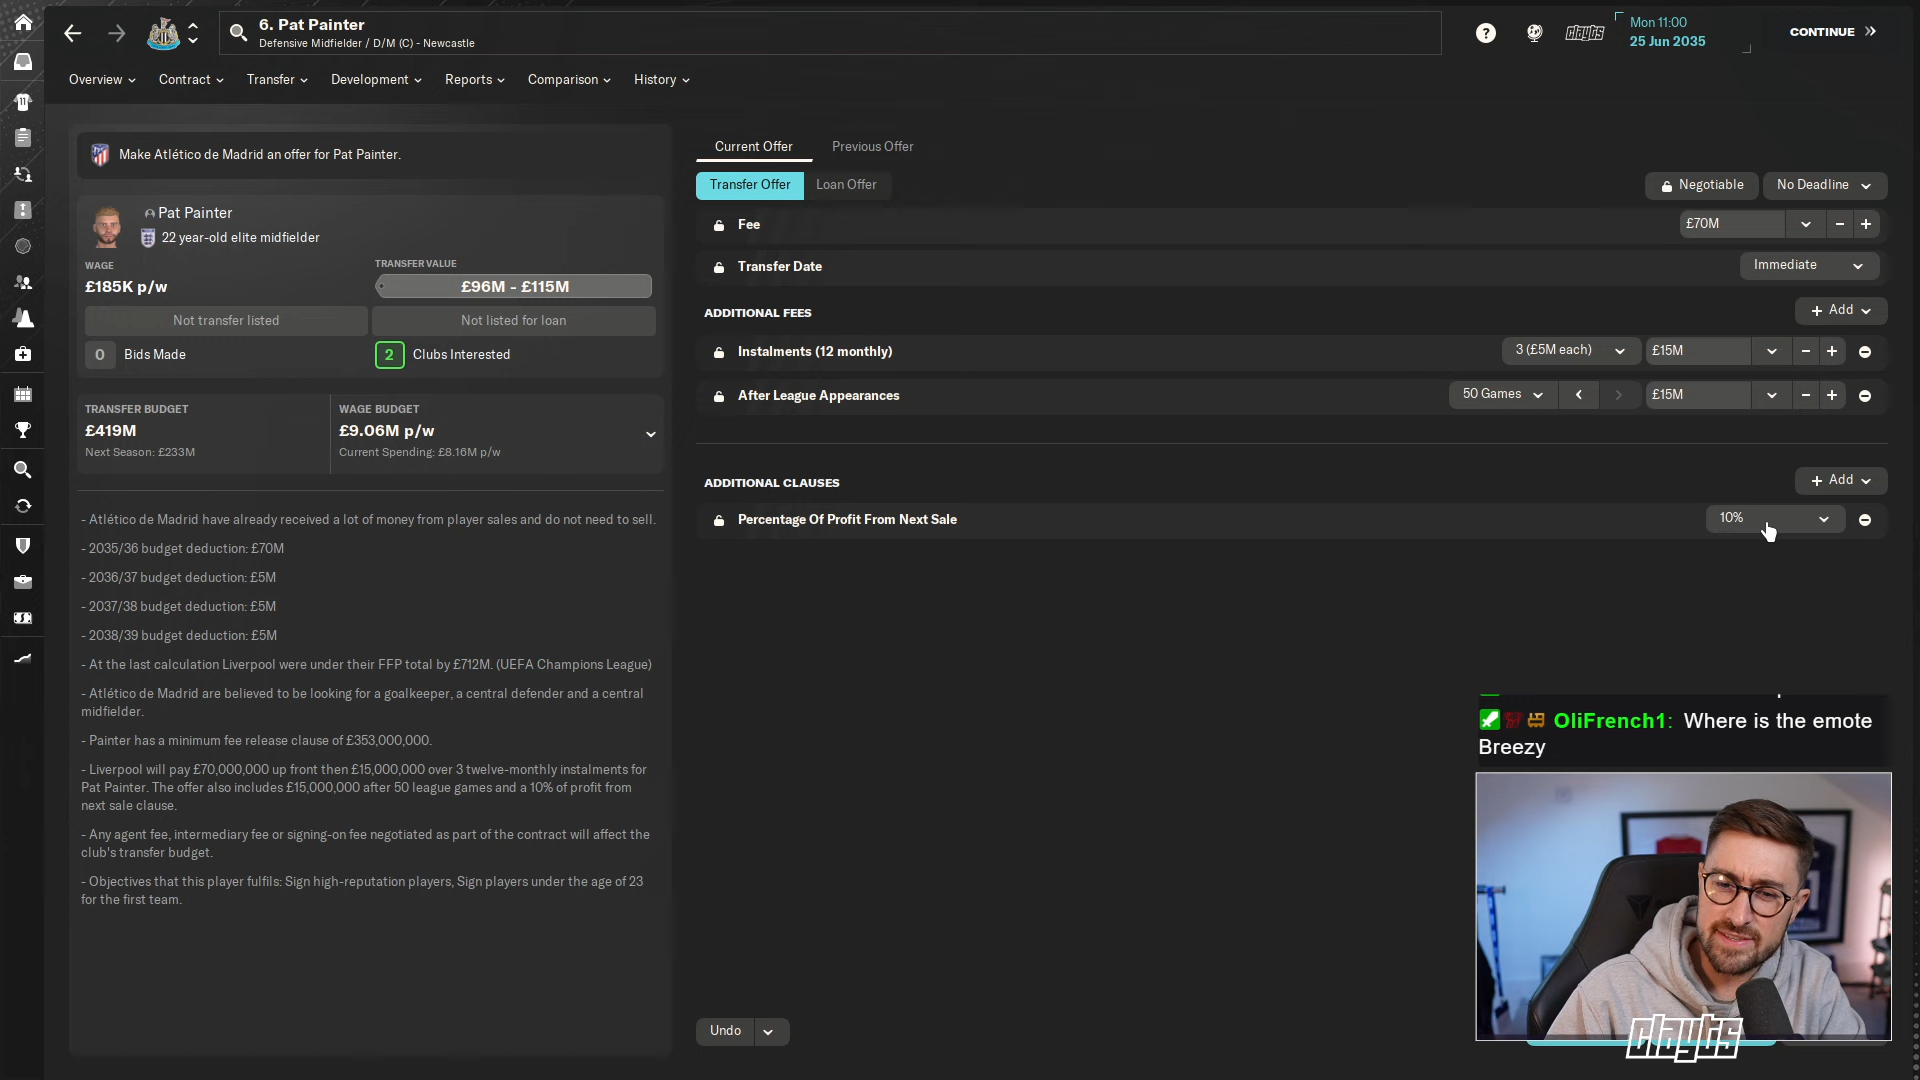 6. Pat Painter
Defensive Midfielder / D/M (C) - Newcastle
clayts
Mon 11:00
25 Jun 2035
CONTINUE
Overview
Contract
Transfer
Development
Reports
Comparison
History
Make Atlético de Madrid an offer for Pat Painter.
Pat Painter
22 year-old elite midfielder
WAGE
£185K p/w
TRANSFER VALUE
£96M - £115M
Not transfer listed
Not listed for loan
0 Bids Made
2 Clubs Interested
TRANSFER BUDGET
£419M
Next Season: £233M
WAGE BUDGET
£9.06M p/w
Current Spending: £8.16M p/w
- Atlético de Madrid have already received a lot of money from player sales and do not need to sell.
- 2035/36 budget deduction: £70M
- 2036/37 budget deduction: £5M
- 2037/38 budget deduction: £5M
- 2038/39 budget deduction: £5M
- At the last calculation Liverpool were under their FFP total by £712M. (UEFA Champions League)
- Atlético de Madrid are believed to be looking for a goalkeeper, a central defender and a central
midfielder.
- Painter has a minimum fee release clause of £353,000,000.
- Liverpool will pay £70,000,000 up front then £15,000,000 over 3 twelve-monthly instalments for
Pat Painter. The offer also includes £15,000,000 after 50 league games and a 10% of profit from
next sale clause.
- Any agent fee, intermediary fee or signing-on fee negotiated as part of the contract will affect the
club's transfer budget.
- Objectives that this player fulfils: Sign high-reputation players, Sign players under the age of 23
for the first team.
Current Offer
Previous Offer
Transfer Offer
Loan Offer
Negotiable
No Deadline
Fee
£70M
Transfer Date
Immediate
ADDITIONAL FEES
+ Add
Instalments (12 monthly)
3 (£5M each)
£15M
After League Appearances
50 Games
£15M
ADDITIONAL CLAUSES
+ Add
Percentage Of Profit From Next Sale
10%
Undo
OliFrench1: Where is the emote
Breezy
clayts